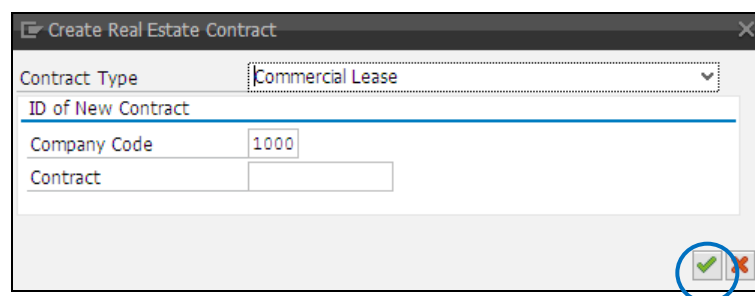 Create Real Estate Contract
Contract Type Commercial Lease
ID of New Contract
Company Code 1000
Contract